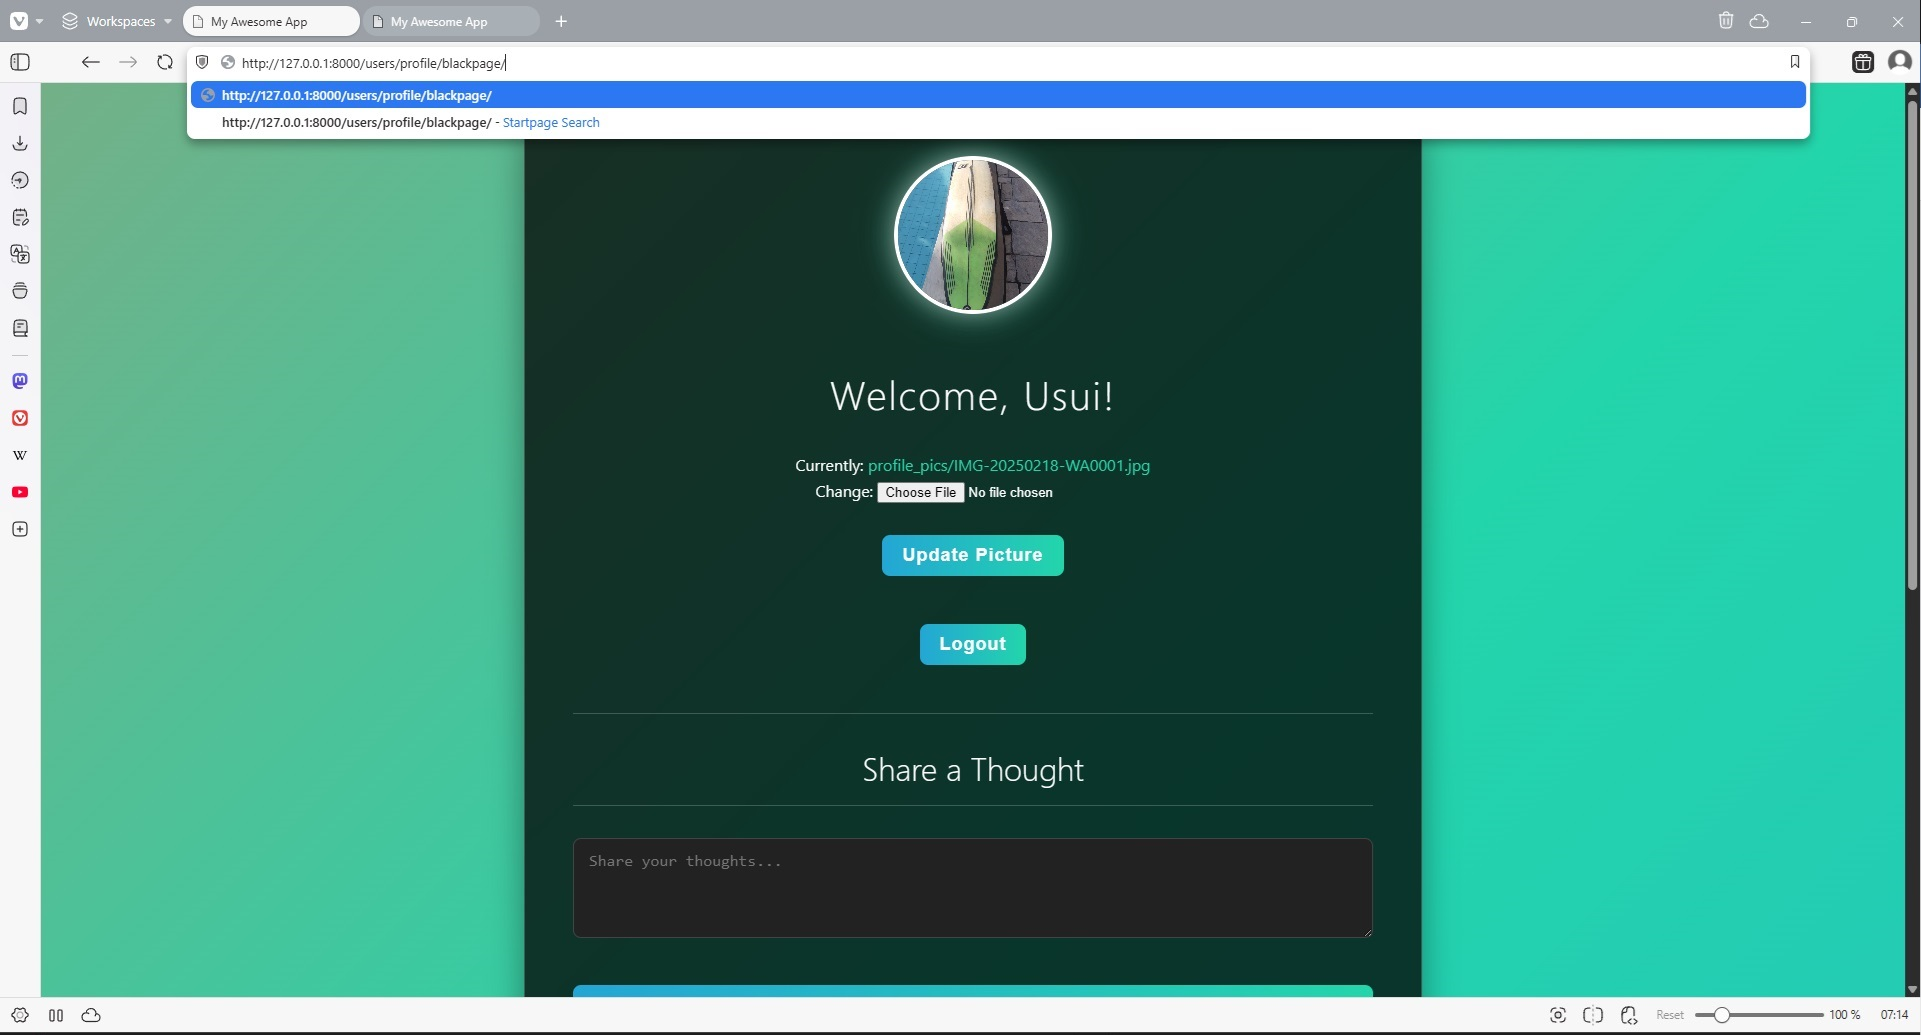 Workspaces
My Awesome App
My Awesome App
http://127.0.0.1:8000/users/profile/blackpage/
http://127.0.0.1:8000/users/profile/blackpage/
http://127.0.0.1:8000/users/profile/blackpage/ - Startpage Search
Welcome, Usui!
Currently: profile_pics/IMG-20250218-WA0001.jpg
Change: Choose File No file chosen
Update Picture
Logout
Share a Thought
Share your thoughts...
W
Reset
100 %
07:14